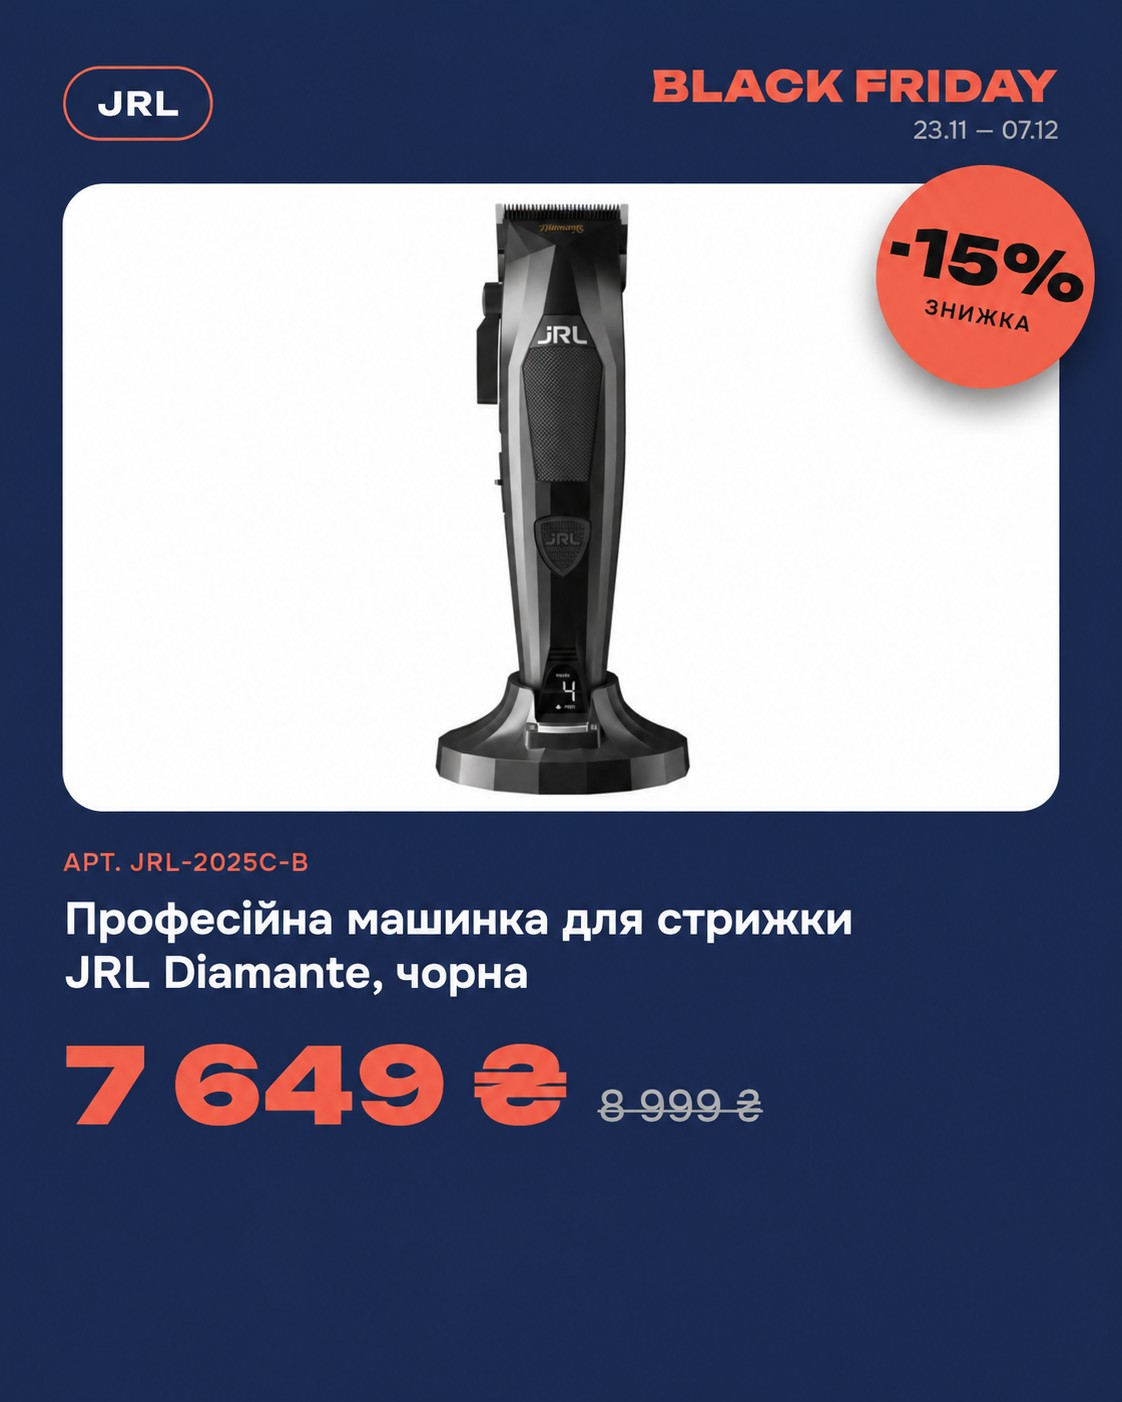 JRL
BLACK FRIDAY
23.11 — 07.12
-15%
ЗНИЖКА
Diamante
JRL
JRL
4
АРТ. JRL-2025C-B
Професійна машинка для стрижки
JRL Diamante, чорна
7 649 ₴
8 999 ₴